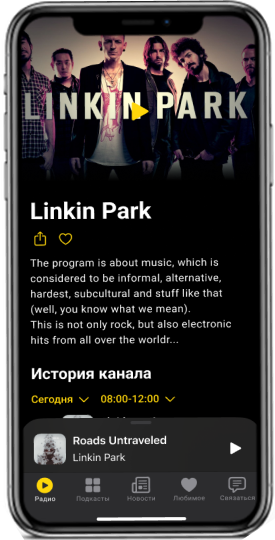 LINKIN PARK
Linkin Park
The program is about music, which is
considered to be informal, alternative,
hardest, subcultural and stuff like that
(well, you know what we mean).
This is not only rock, but also electronic
hits from all over the worldr...
История канала
Сегодня 08:00-12:00
Roads Untraveled
Linkin Park
Радио Подкасты Новости Любимое Связаться